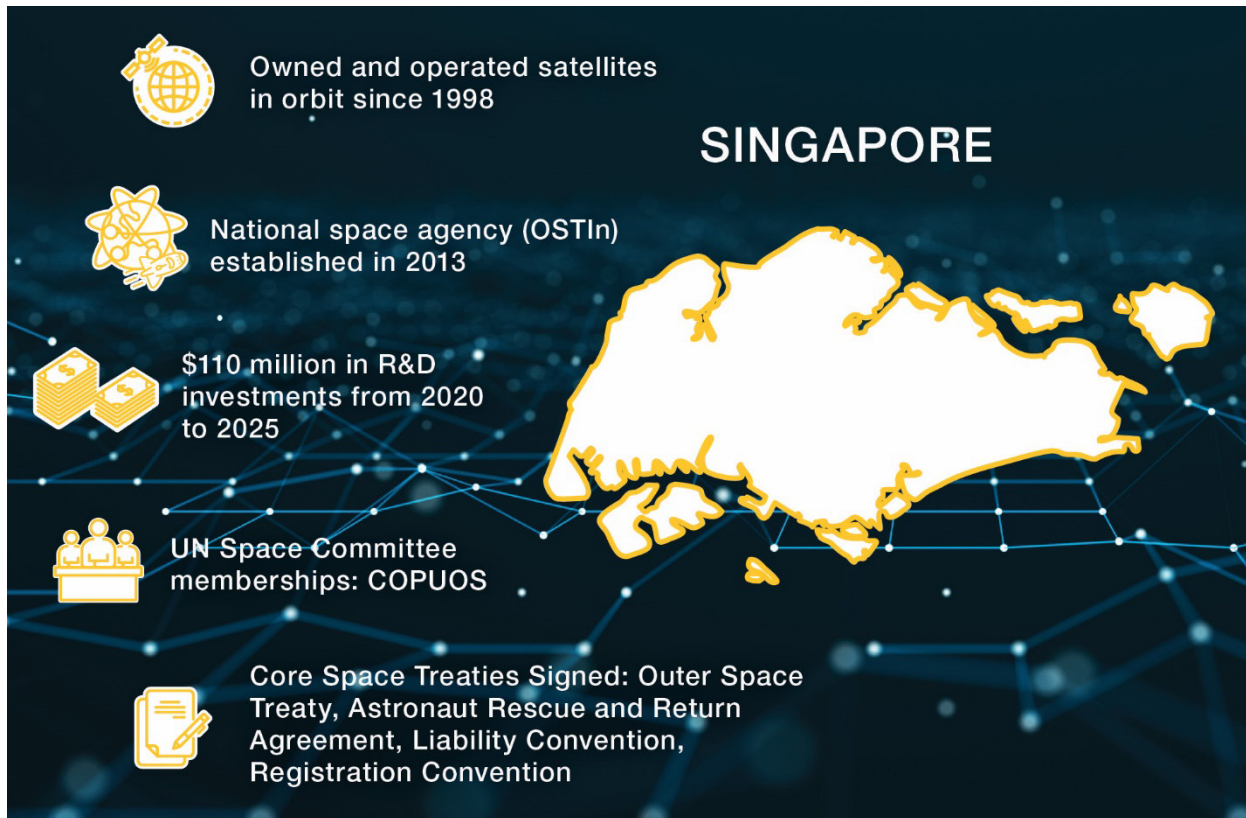 Owned and operated satellites
in orbit since 1998
SINGAPORE
National space agency (OSTIn)
established in 2013
$110 million in R&D
investments from 2020
to 2025
UN Space Committee
memberships: COPUOS
Core Space Treaties Signed: Outer Space
Treaty, Astronaut Rescue and Return
Agreement, Liability Convention,
Registration Convention